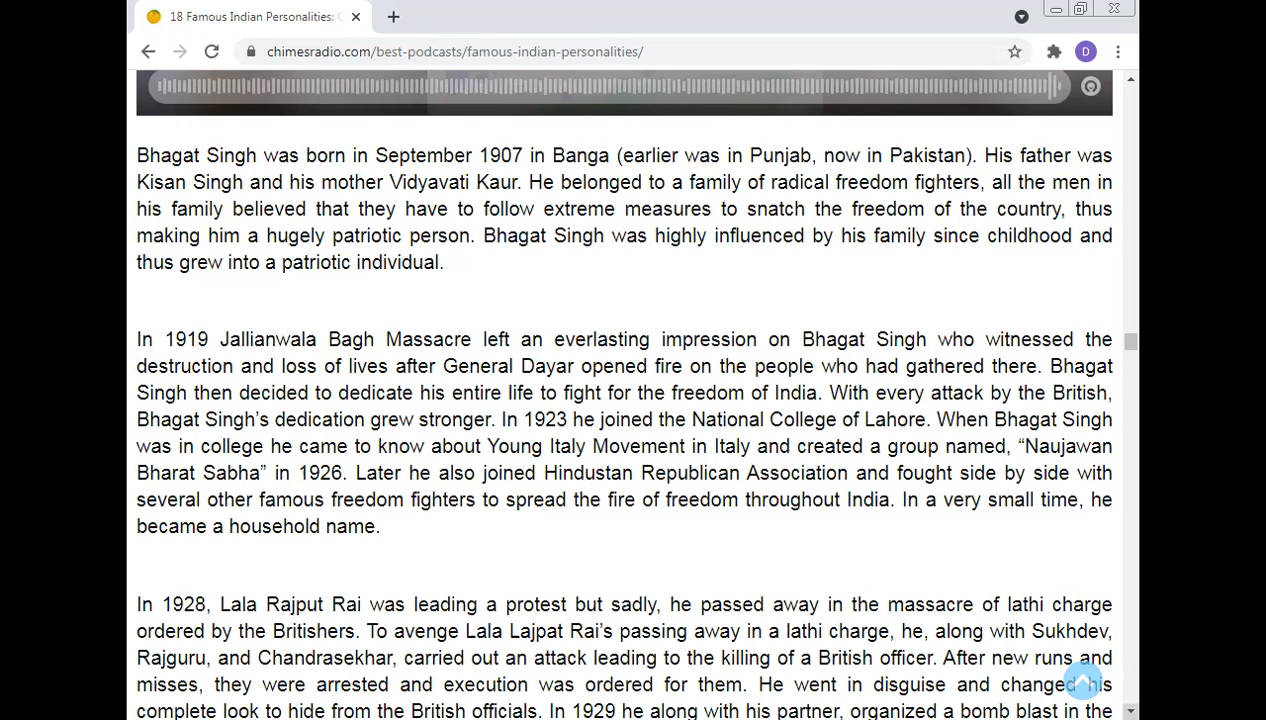 18 Famous Indian Personalities:
chimesradio.com/best-podcasts/famous-indian-personalities/
D
Bhagat Singh was born in September 1907 in Banga (earlier was in Punjab, now in Pakistan). His father was
Kisan Singh and his mother Vidyavati Kaur. He belonged to a family of radical freedom fighters, all the men in
his family believed that they have to follow extreme measures to snatch the freedom of the country, thus
making him a hugely patriotic person. Bhagat Singh was highly influenced by his family since childhood and
thus grew into a patriotic individual.
In 1919 Jallianwala Bagh Massacre left an everlasting impression on Bhagat Singh who witnessed the
destruction and loss of lives after General Dayar opened fire on the people who had gathered there. Bhagat
Singh then decided to dedicate his entire life to fight for the freedom of India. With every attack by the British,
Bhagat Singh’s dedication grew stronger. In 1923 he joined the National College of Lahore. When Bhagat Singh
was in college he came to know about Young Italy Movement in Italy and created a group named, “Naujawan
Bharat Sabha” in 1926. Later he also joined Hindustan Republican Association and fought side by side with
several other famous freedom fighters to spread the fire of freedom throughout India. In a very small time, he
became a household name.
In 1928, Lala Rajput Rai was leading a protest but sadly, he passed away in the massacre of lathi charge
ordered by the Britishers. To avenge Lala Lajpat Rai’s passing away in a lathi charge, he, along with Sukhdev,
Rajguru, and Chandrasekhar, carried out an attack leading to the killing of a British officer. After new runs and
misses, they were arrested and execution was ordered for them. He went in disguise and changed his
complete look to hide from the British officials. In 1929 he along with his partner, organized a bomb blast in the